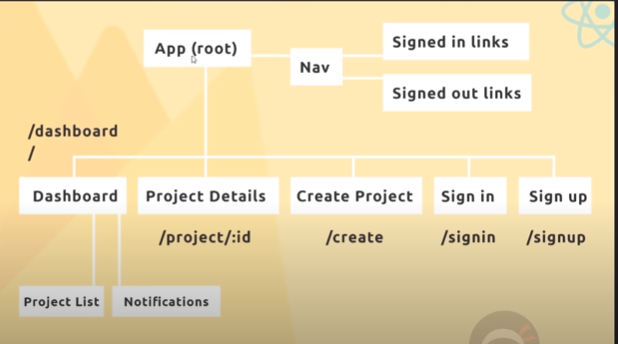 App (root)
Nav
Signed in links
Signed out links
/dashboard
/
Dashboard
Project Details
Create Project
Sign in
Sign up
/project/:id
/create
/signin
/signup
Project List
Notifications